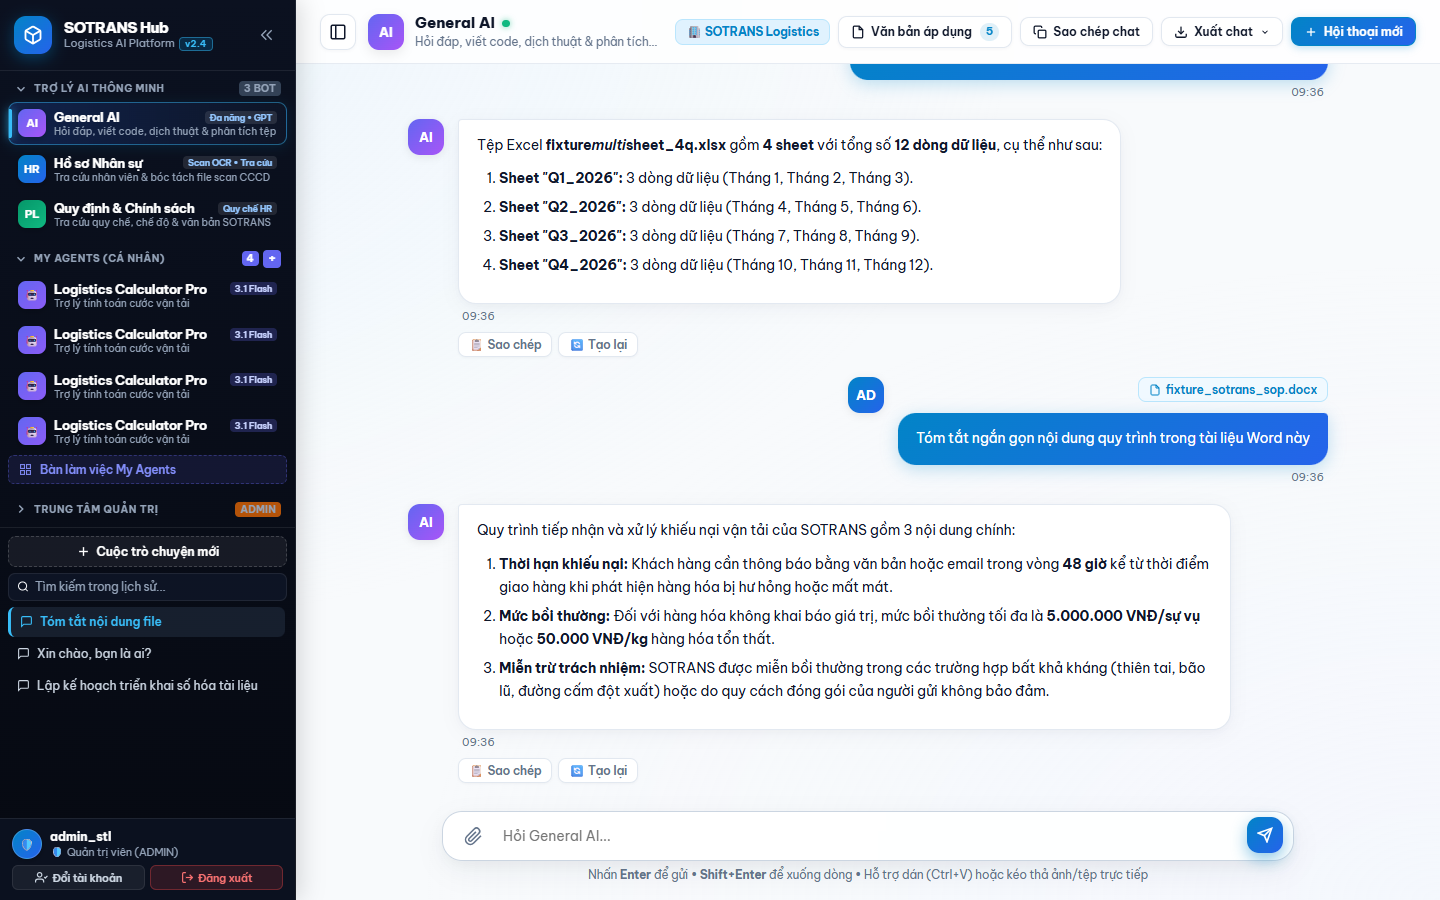 SOTRANS Hub
Logistics AI Platform v2.4
TRỢ LÝ AI THÔNG MINH 3 BOT
AI General AI Đa năng • GPT
Hỏi đáp, viết code, dịch thuật & phân tích tệp
HR Hồ sơ Nhân sự Scan OCR • Tra cứu
Tra cứu nhân viên & bóc tách file scan CCCD
PL Quy định & Chính sách Quy chế HR
Tra cứu quy chế, chế độ & văn bản SOTRANS
MY AGENTS (CÁ NHÂN) 4 +
Logistics Calculator Pro 3.1 Flash
Trợ lý tính toán cước vận tải
Logistics Calculator Pro 3.1 Flash
Trợ lý tính toán cước vận tải
Logistics Calculator Pro 3.1 Flash
Trợ lý tính toán cước vận tải
Logistics Calculator Pro 3.1 Flash
Trợ lý tính toán cước vận tải
Bàn làm việc My Agents
TRUNG TÂM QUẢN TRỊ ADMIN
+ Cuộc trò chuyện mới
Tìm kiếm trong lịch sử...
Tóm tắt nội dung file
Xin chào, bạn là ai?
Lập kế hoạch triển khai số hóa tài liệu
admin_stl
Quản trị viên (ADMIN)
Đổi tài khoản Đăng xuất
AI General AI
Hỏi đáp, viết code, dịch thuật & phân tích...
SOTRANS Logistics Văn bản áp dụng 5 Sao chép chat Xuất chat + Hội thoại mới
09:36
AI
Tệp Excel fixturemultisheet_4q.xlsx gồm 4 sheet với tổng số 12 dòng dữ liệu, cụ thể như sau:
1. Sheet "Q1_2026": 3 dòng dữ liệu (Tháng 1, Tháng 2, Tháng 3).
2. Sheet "Q2_2026": 3 dòng dữ liệu (Tháng 4, Tháng 5, Tháng 6).
3. Sheet "Q3_2026": 3 dòng dữ liệu (Tháng 7, Tháng 8, Tháng 9).
4. Sheet "Q4_2026": 3 dòng dữ liệu (Tháng 10, Tháng 11, Tháng 12).
09:36
Sao chép Tạo lại
AD fixture_sotrans_sop.docx
Tóm tắt ngắn gọn nội dung quy trình trong tài liệu Word này
09:36
AI
Quy trình tiếp nhận và xử lý khiếu nại vận tải của SOTRANS gồm 3 nội dung chính:
1. Thời hạn khiếu nại: Khách hàng cần thông báo bằng văn bản hoặc email trong vòng 48 giờ kể từ thời điểm
giao hàng khi phát hiện hàng hóa bị hư hỏng hoặc mất mát.
2. Mức bồi thường: Đối với hàng hóa không khai báo giá trị, mức bồi thường tối đa là 5.000.000 VNĐ/sự vụ
hoặc 50.000 VNĐ/kg hàng hóa tổn thất.
3. Miễn trừ trách nhiệm: SOTRANS được miễn bồi thường trong các trường hợp bất khả kháng (thiên tai, bão
lũ, đường cấm đột xuất) hoặc do quy cách đóng gói của người gửi không bảo đảm.
09:36
Sao chép Tạo lại
Hỏi General AI...
Nhấn Enter để gửi • Shift+Enter để xuống dòng • Hỗ trợ dán (Ctrl+V) hoặc kéo thả ảnh/tệp trực tiếp